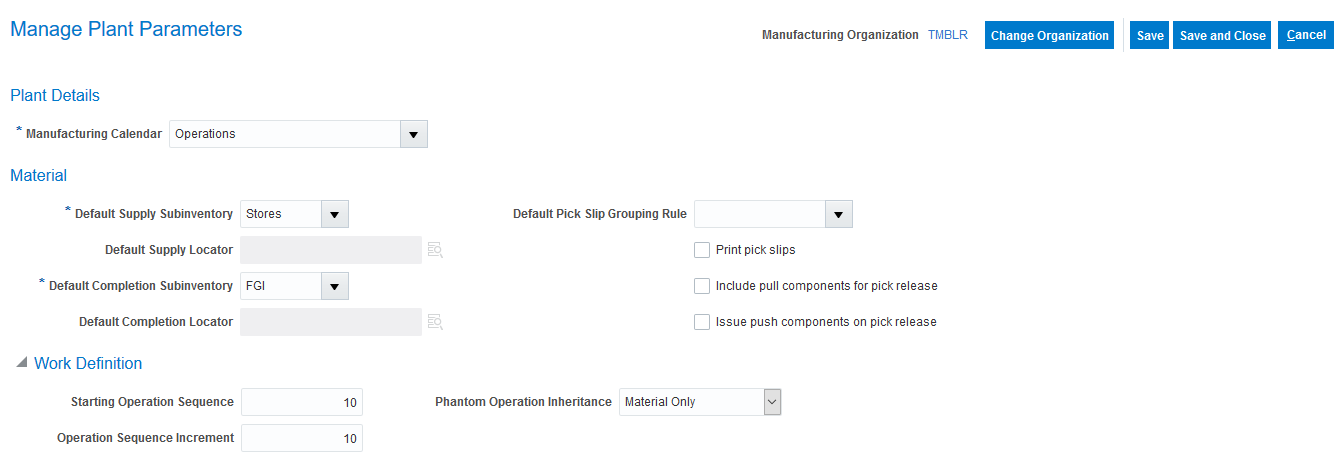 Manage Plant Parameters
Manufacturing Organization TMBLR Change Organization Save Save and Close Cancel
Plant Details
* Manufacturing Calendar Operations
Material
* Default Supply Subinventory Stores Default Pick Slip Grouping Rule
Default Supply Locator Print pick slips
* Default Completion Subinventory FGI Include pull components for pick release
Default Completion Locator Issue push components on pick release
Work Definition
Starting Operation Sequence 10 Phantom Operation Inheritance Material Only
Operation Sequence Increment 10